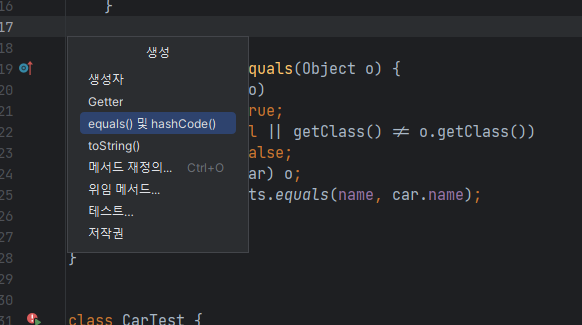 16 }
17
18
19 quals(Object o) {
20 o)
21 rue;
22 l || getClass() ≠ o.getClass())
23 alse;
24 ar) o;
25 ts.equals(name, car.name);
26
27
28 }
29
30
31 class CarTest {
생성
생성자
Getter
equals() 및 hashCode()
toString()
메서드 재정의... Ctrl+O
위임 메서드...
테스트...
저작권